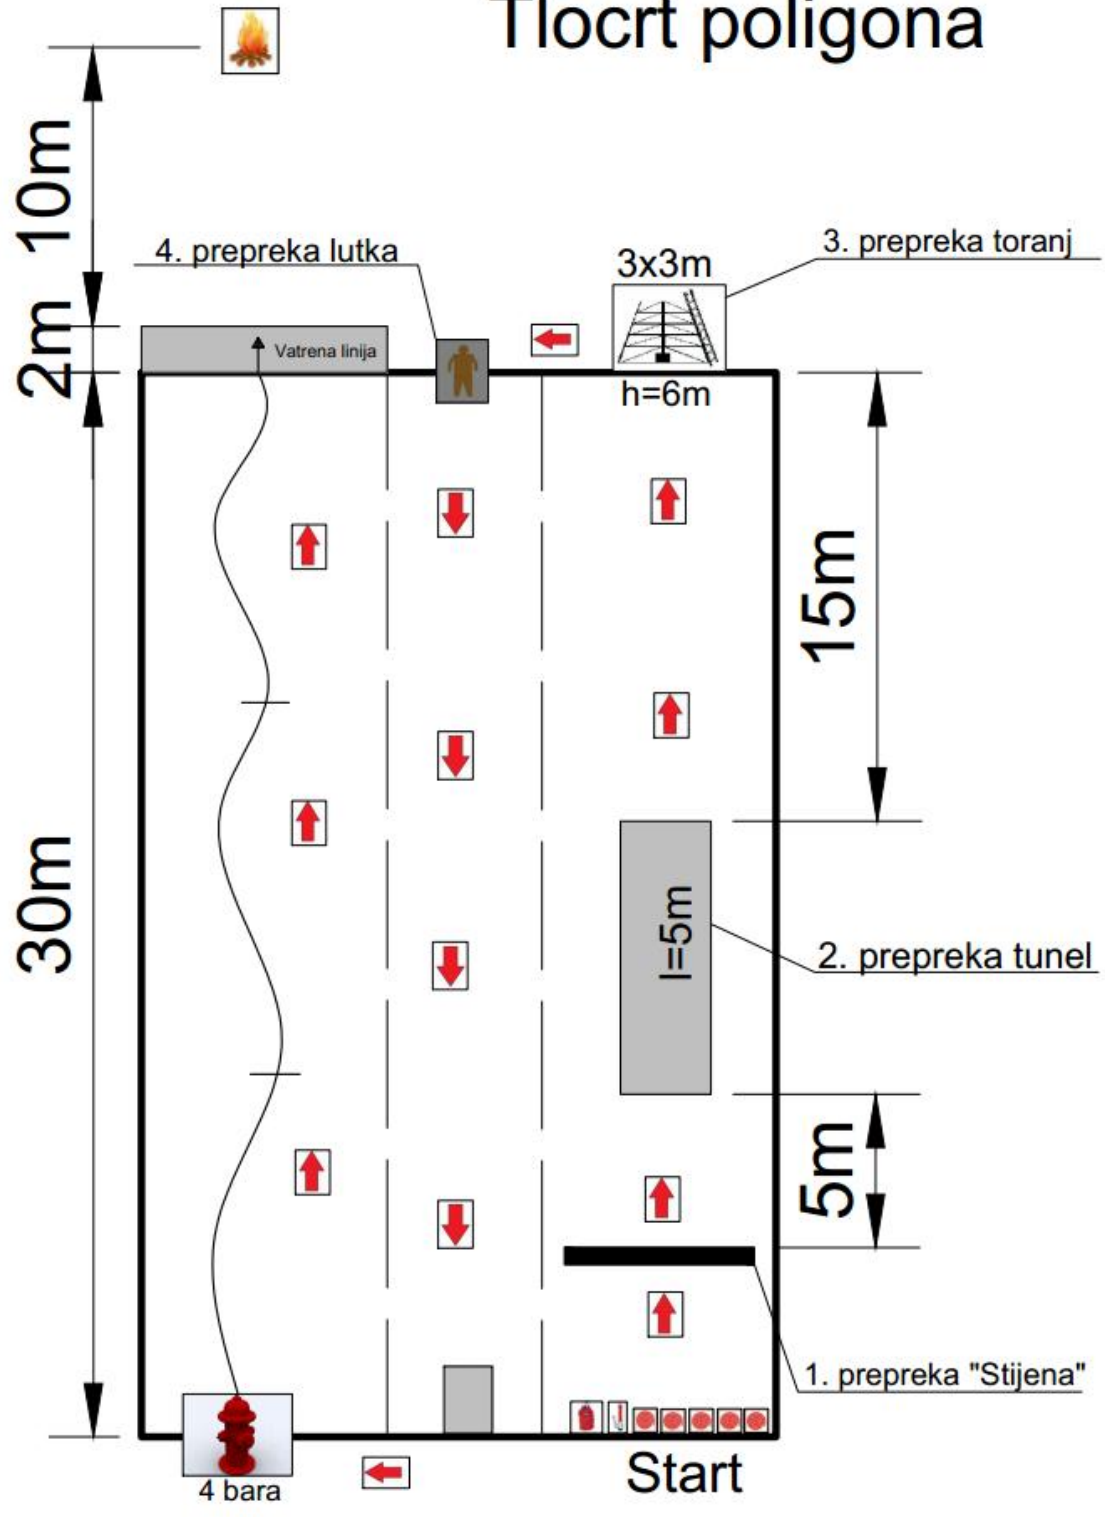 Tlocrt poligona
10m
4. prepreka lutka
3x3m
3. prepreka toranj
2m
Vatrena linija
h=6m
15m
30m
l=5m
2. prepreka tunel
5m
1. prepreka "Stijena"
Start
4 bara